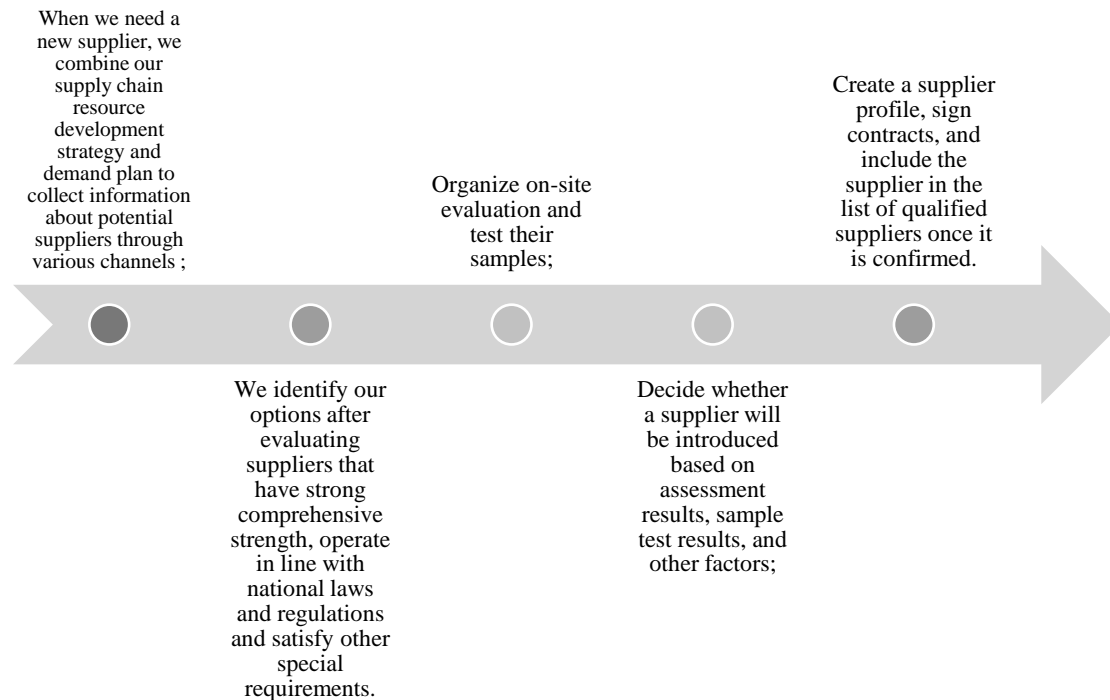 When we need a
new supplier, we
combine our
supply chain
resource
development
strategy and
demand plan to
collect information
about potential
suppliers through
various channels ;
We identify our
options after
evaluating
suppliers that
have strong
comprehensive
strength, operate
in line with
national laws
and regulations
and satisfy other
special
requirements.
Organize on-site
evaluation and
test their
samples;
Decide whether
a supplier will
be introduced
based on
assessment
results, sample
test results, and
other factors;
Create a supplier
profile, sign
contracts, and
include the
supplier in the
list of qualified
suppliers once it
is confirmed.